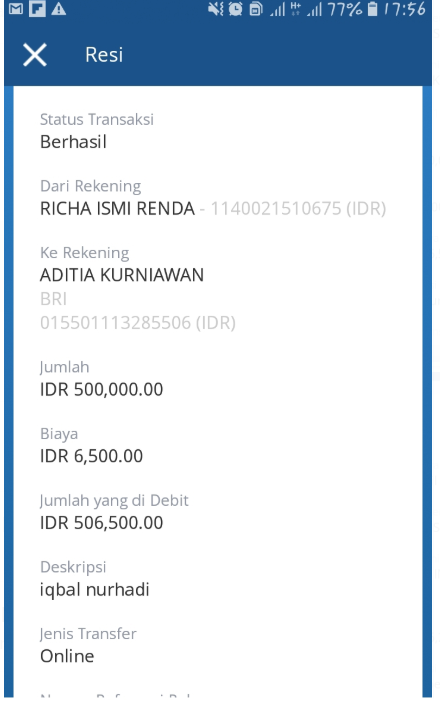 77% 17:56
Resi
Status Transaksi
Berhasil
Dari Rekening
RICHA ISMI RENDA - 1140021510675 (IDR)
Ke Rekening
ADITIA KURNIAWAN
BRI
015501113285506 (IDR)
Jumlah
IDR 500,000.00
Biaya
IDR 6,500.00
Jumlah yang di Debit
IDR 506,500.00
Deskripsi
iqbal nurhadi
Jenis Transfer
Online